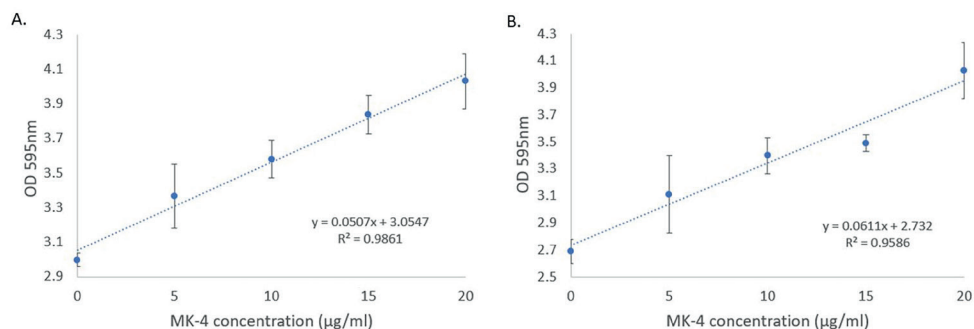 A.
OD 595nm
4.3
4.1
3.9
3.7
3.5
3.3
3.1
2.9
0
5
10
15
20
MK-4 concentration (µg/ml)
y = 0.0507x + 3.0547
R² = 0.9861
B.
OD 595nm
4.3
4.1
3.9
3.7
3.5
3.3
3.1
2.9
2.7
2.5
0
5
10
15
20
MK-4 concentration (µg/ml)
y = 0.0611x + 2.732
R² = 0.9586